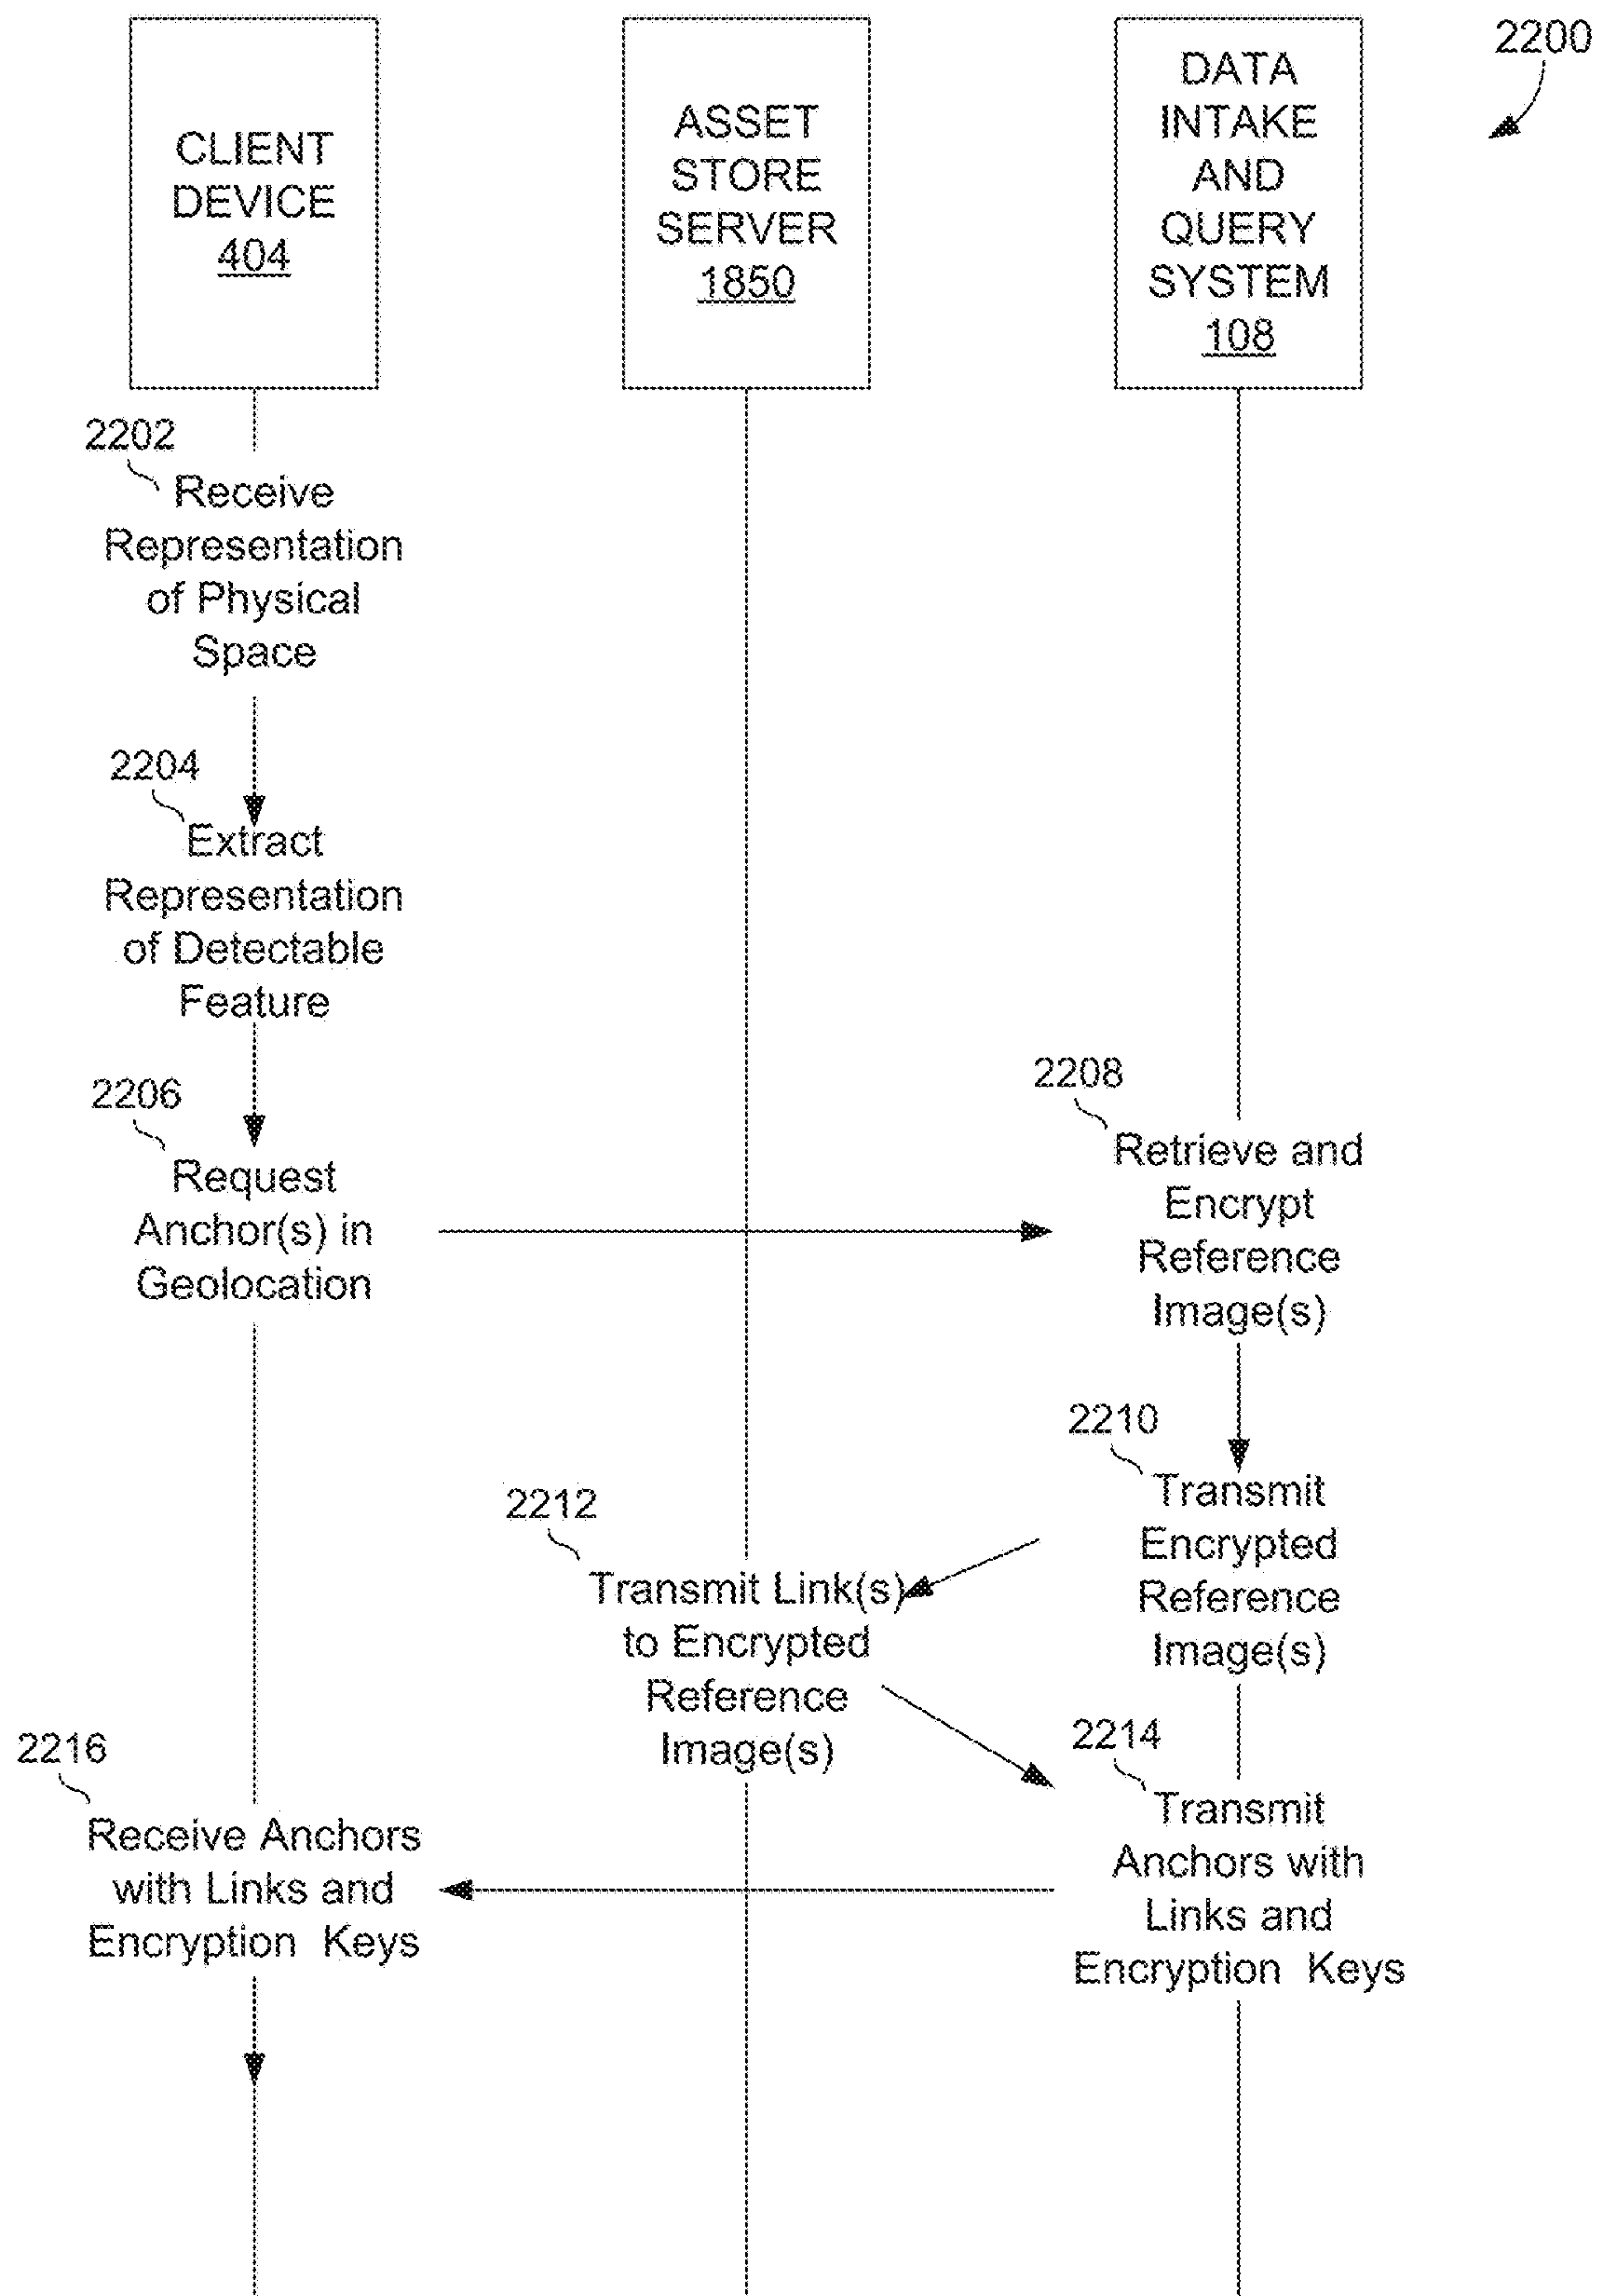 2200
CLIENT
DEVICE
404
ASSET
STORE
SERVER
1850
DATA
INTAKE
AND
QUERY
SYSTEM
108
2202
Receive
Representation
of Physical
Space
2204
Extract
Representation
of Detectable
Feature
2206
Request
Anchor(s) in
Geolocation
2208
Retrieve and
Encrypt
Reference
Image(s)
2210
Transmit
Encrypted
Reference
Image(s)
2212
Transmit Link(s)
to Encrypted
Reference
Image(s)
2214
Transmit
Anchors with
Links and
Encryption Keys
2216
Receive Anchors
with Links and
Encryption Keys